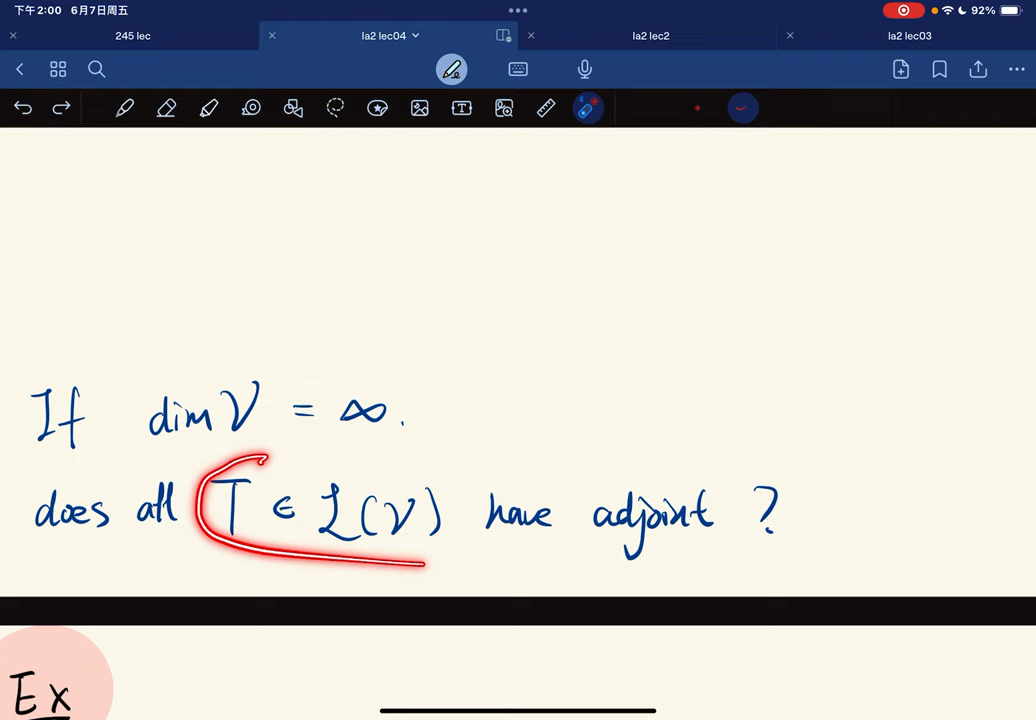 下午2:00 6月7日周五
92%
245 lec
la2 lec04
la2 lec2
la2 lec03
If dim V = ∞.
does all T ∈ L(V) have adjoint ?
Ex